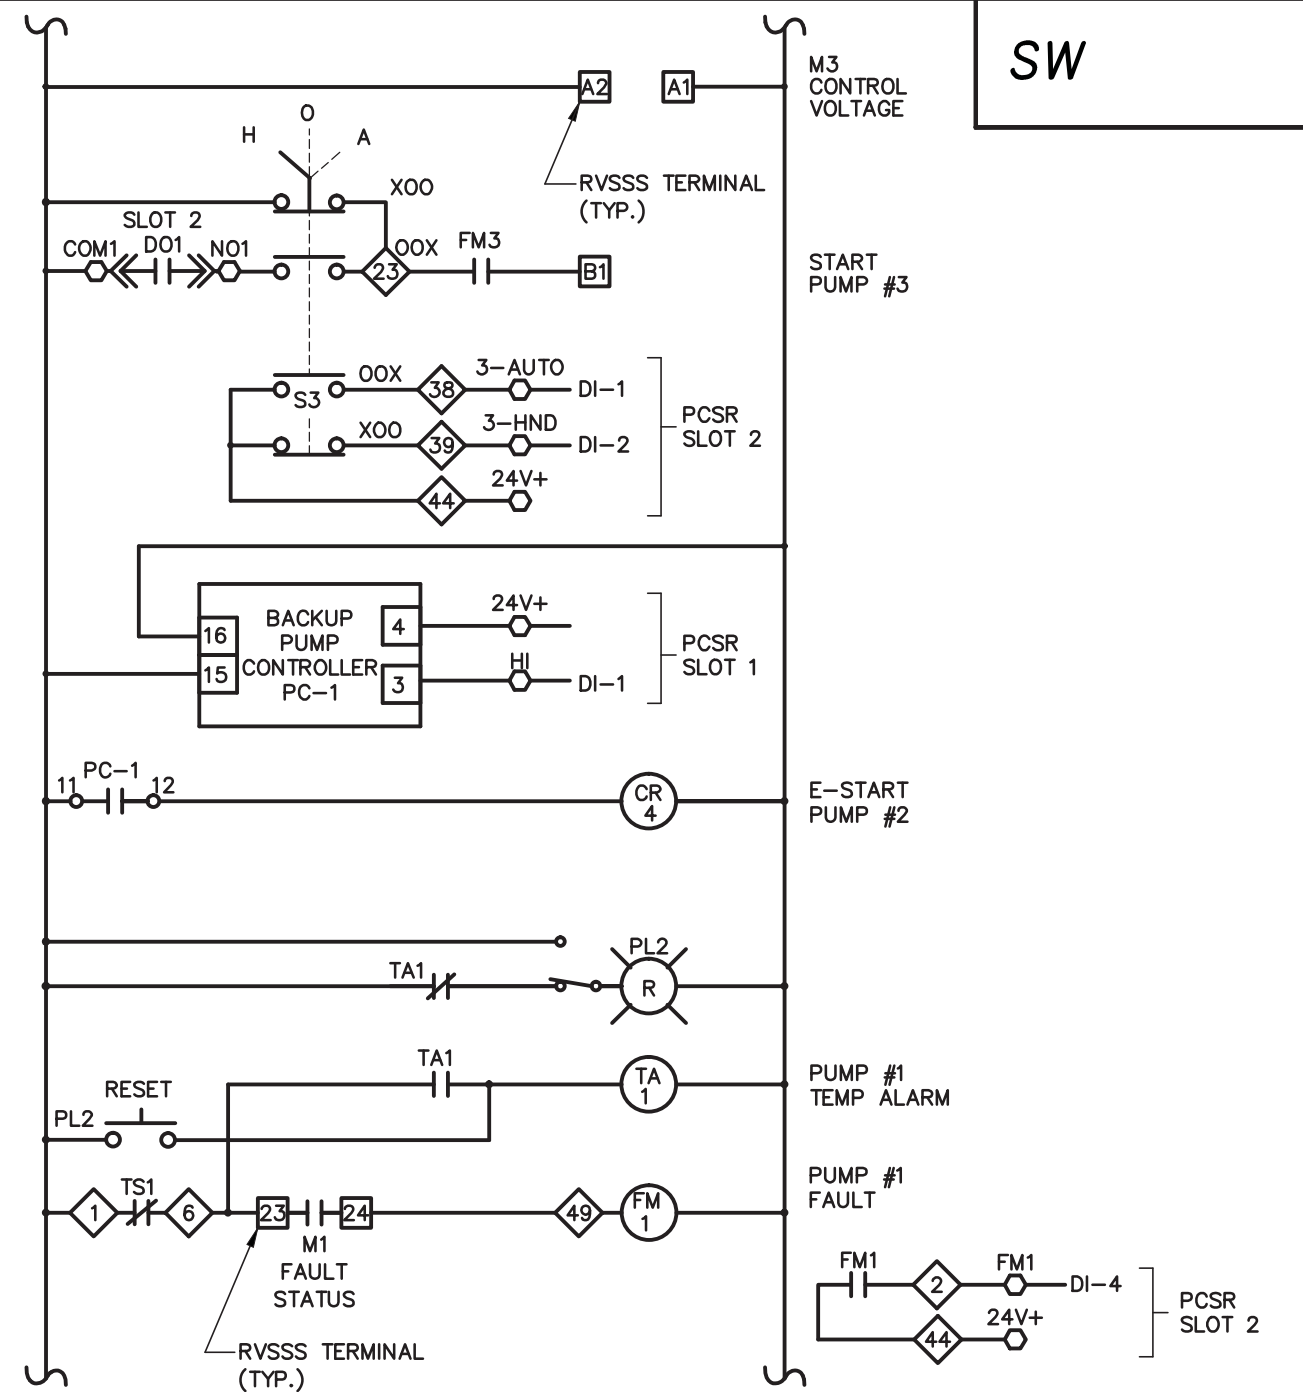 SW
M3
CONTROL
VOLTAGE
A2
A1
O
H
A
XOO
RVSSS TERMINAL
(TYP.)
SLOT 2
COM1
DO1
NO1
OOX
23
FM3
B1
START
PUMP #3
S3
OOX
38
3-AUTO
DI-1
XOO
39
3-HND
DI-2
44
24V+
PCSR
SLOT 2
16
15
BACKUP
PUMP
CONTROLLER
PC-1
4
3
24V+
HI
DI-1
PCSR
SLOT 1
11
PC-1
12
CR
4
E-START
PUMP #2
TA1
PL2
R
TA1
TA
1
PUMP #1
TEMP ALARM
RESET
PL2
PUMP #1
FAULT
1
TS1
6
23
24
M1
FAULT
STATUS
49
FM
1
RVSSS TERMINAL
(TYP.)
FM1
2
FM1
DI-4
44
24V+
PCSR
SLOT 2